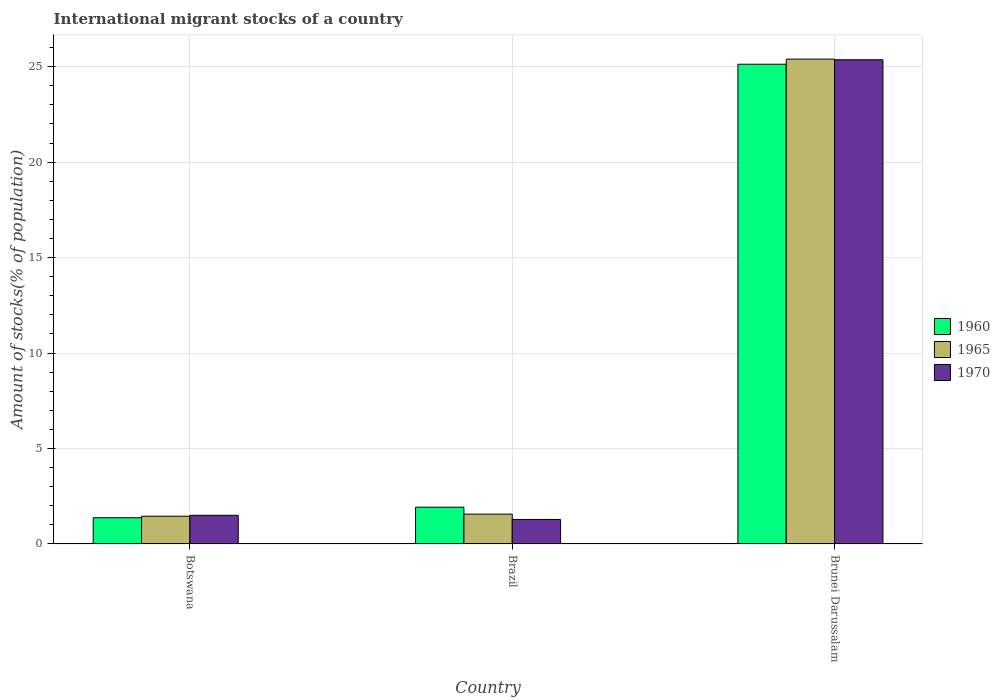 International migrant stocks of a country
Amount of stocks(% of population)
25
20
15
10
5
0
Botswana
Brazil
Brunei Darussalam
Country
1960
1965
1970